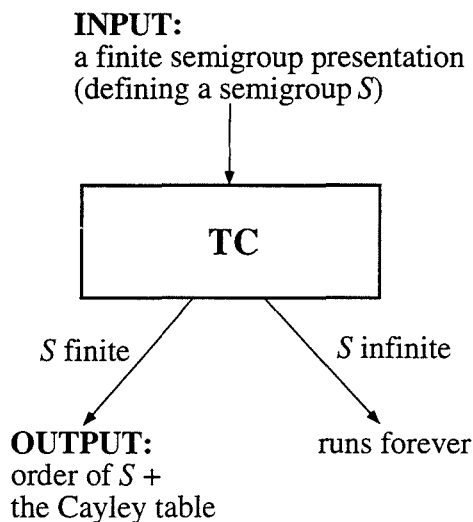 INPUT:
a finite semigroup presentation
(defining a semigroup S)
TC
S finite
S infinite
OUTPUT:
order of S +
the Cayley table
runs forever